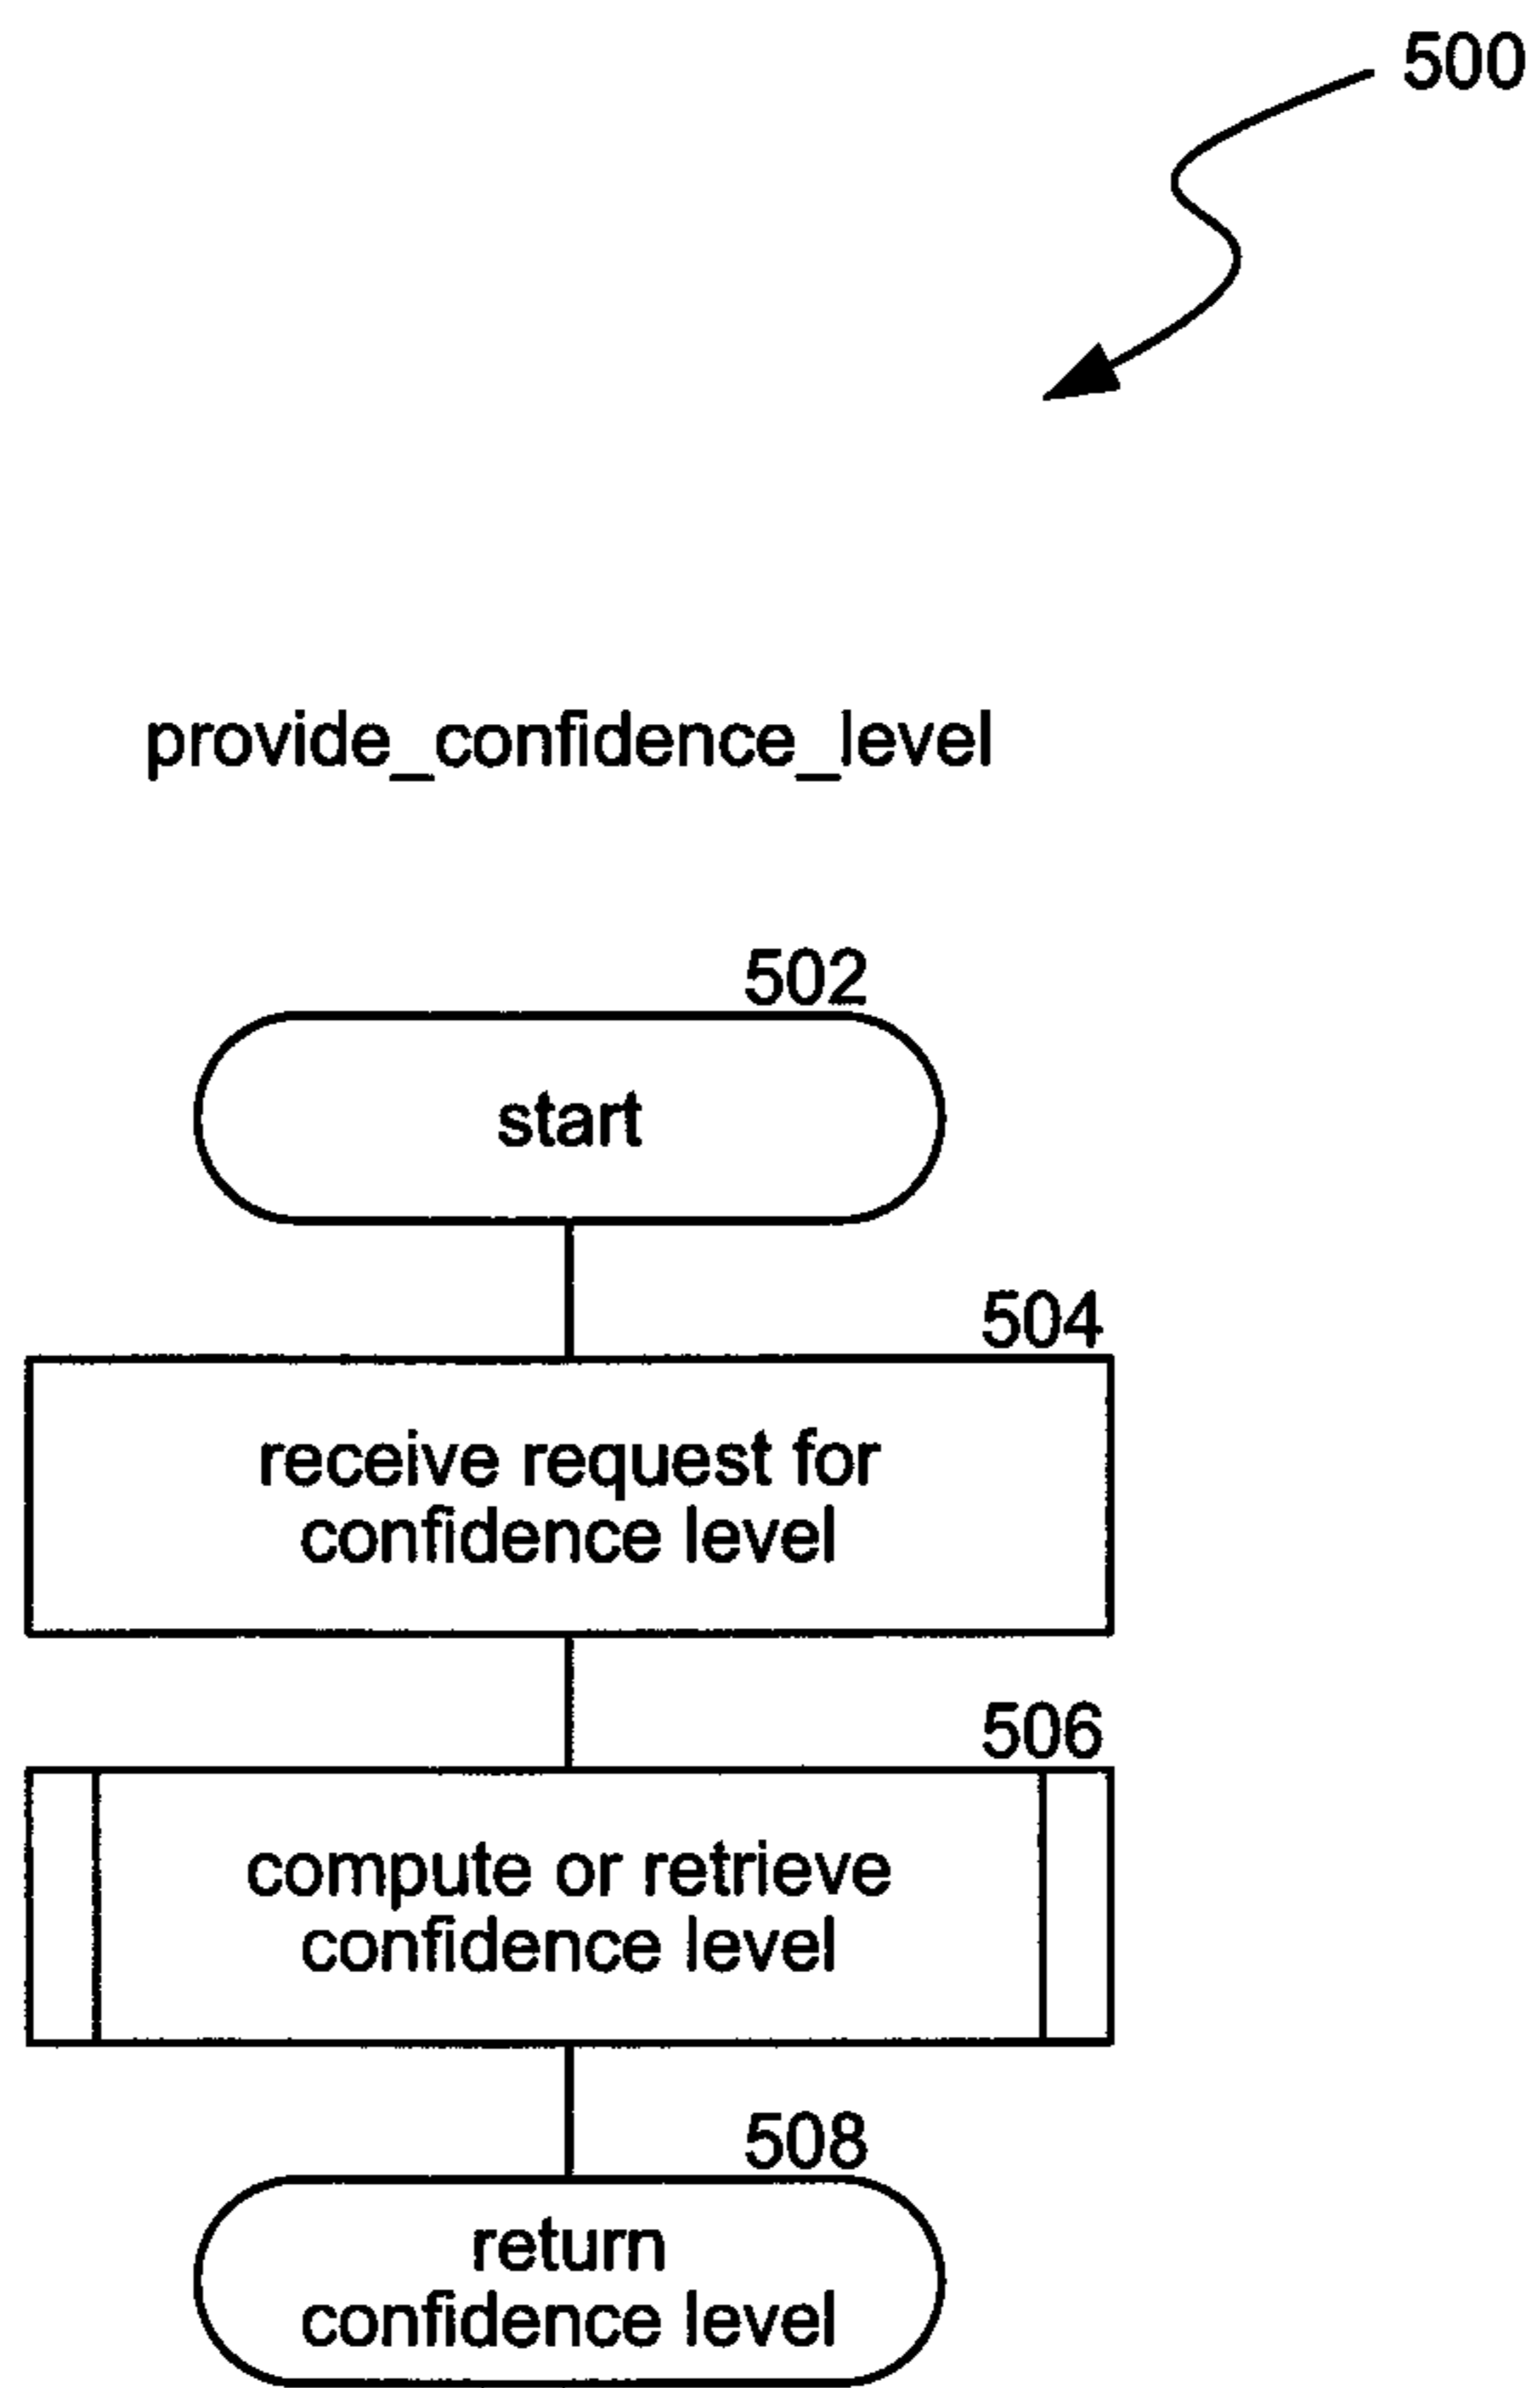 500
provide_confidence_level
502
start
504
receive request for
confidence level
506
compute or retrieve
confidence level
508
return
confidence level